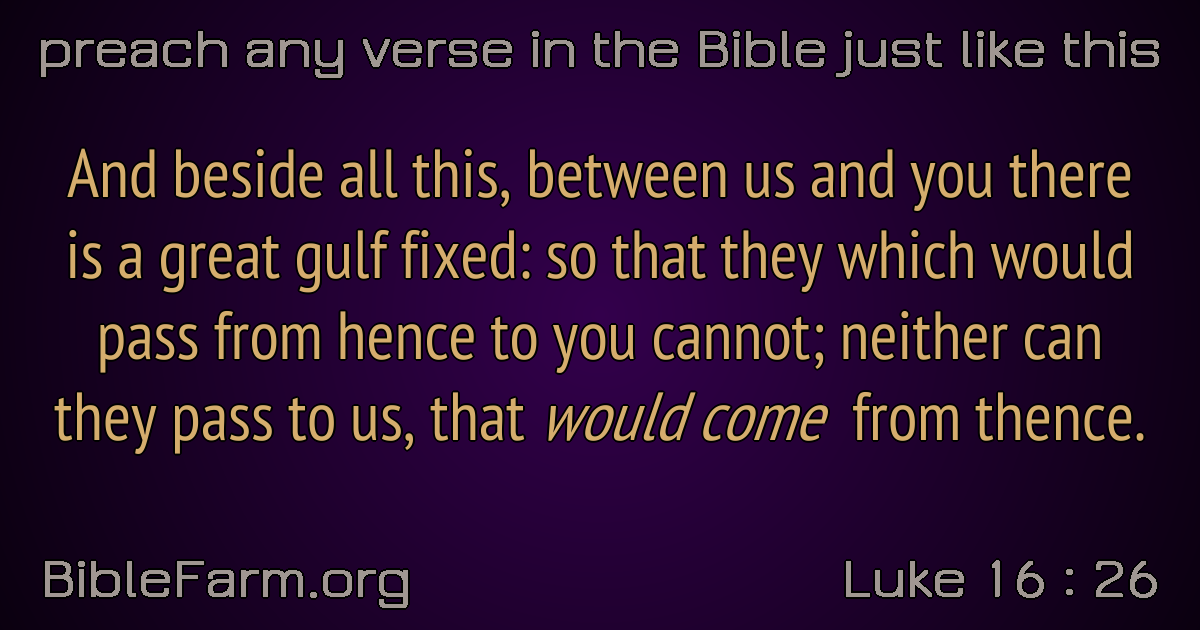 preach any verse in the Bible just like this
And beside all this, between us and you there
is a great gulf fixed: so that they which would
pass from hence to you cannot; neither can
they pass to us, that would come from thence.
BibleFarm.org
Luke 16 : 26